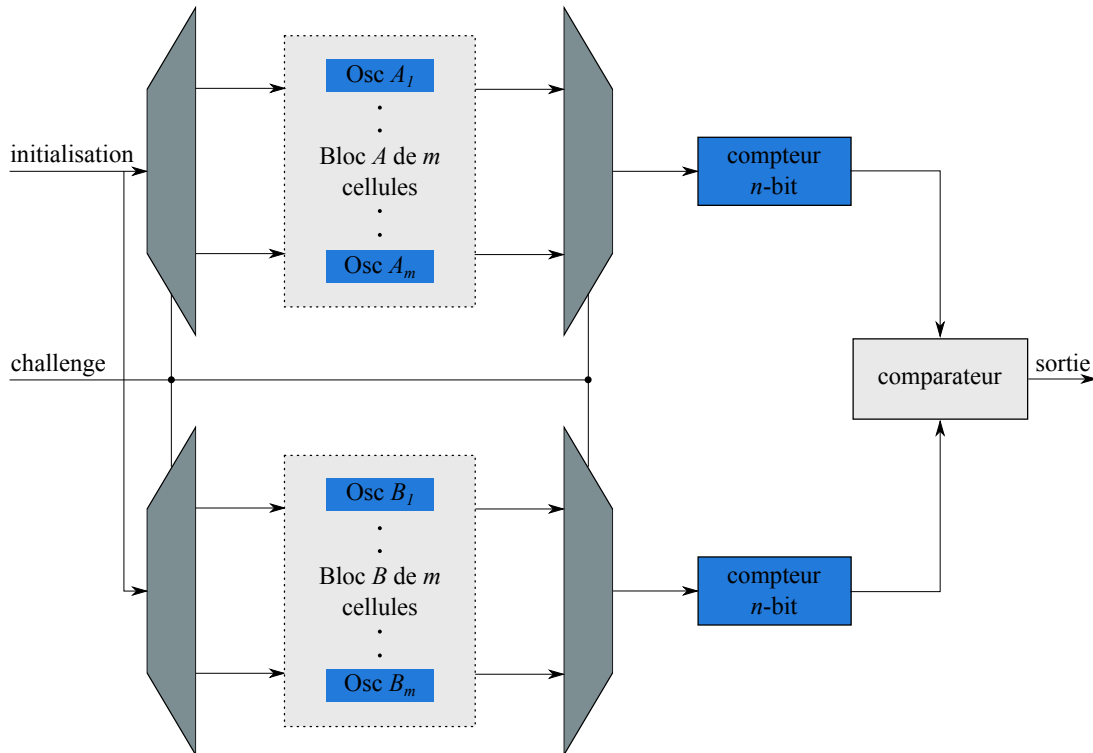 Osc A1
initialisation
Bloc A de m
cellules
compteur
n-bit
Osc Am
challenge
comparateur
sortie
Osc B1
Bloc B de m
cellules
compteur
n-bit
Osc Bm